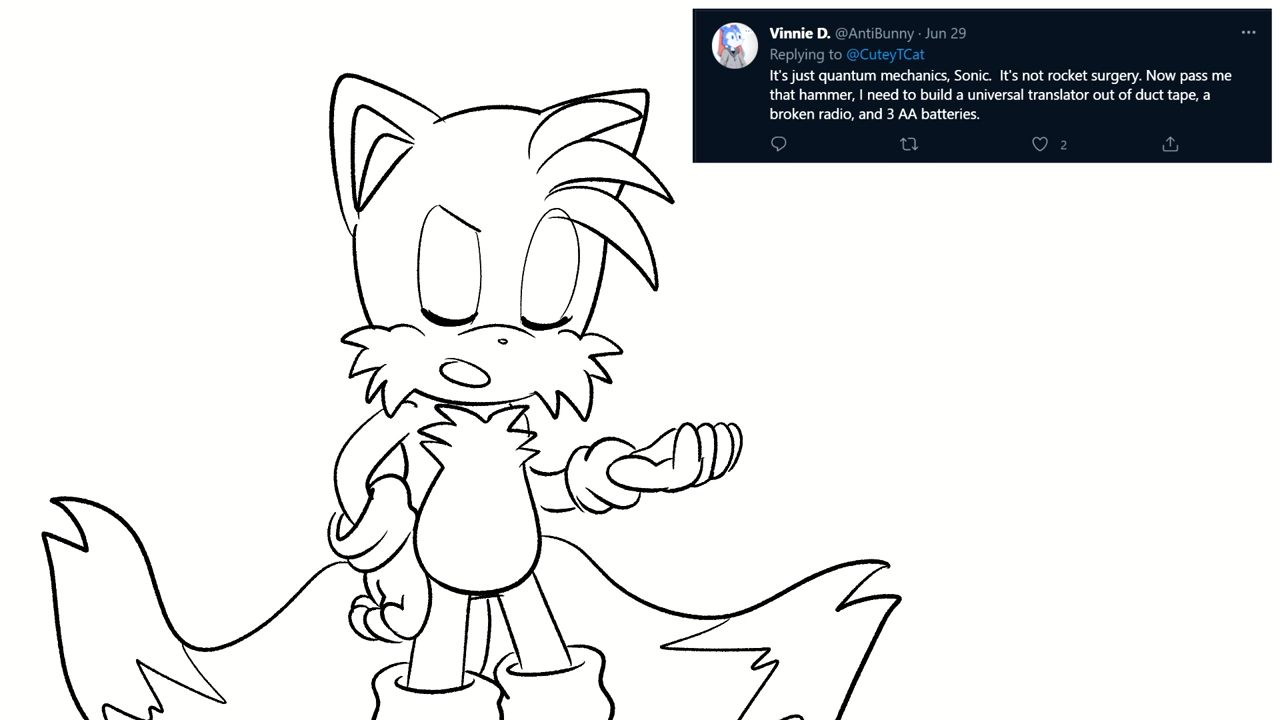 Vinnie D. @AntiBunny · Jun 29
Replying to @CuteyTCat
It's just quantum mechanics, Sonic.  It's not rocket surgery. Now pass me
that hammer, I need to build a universal translator out of duct tape, a
broken radio, and 3 AA batteries.
2